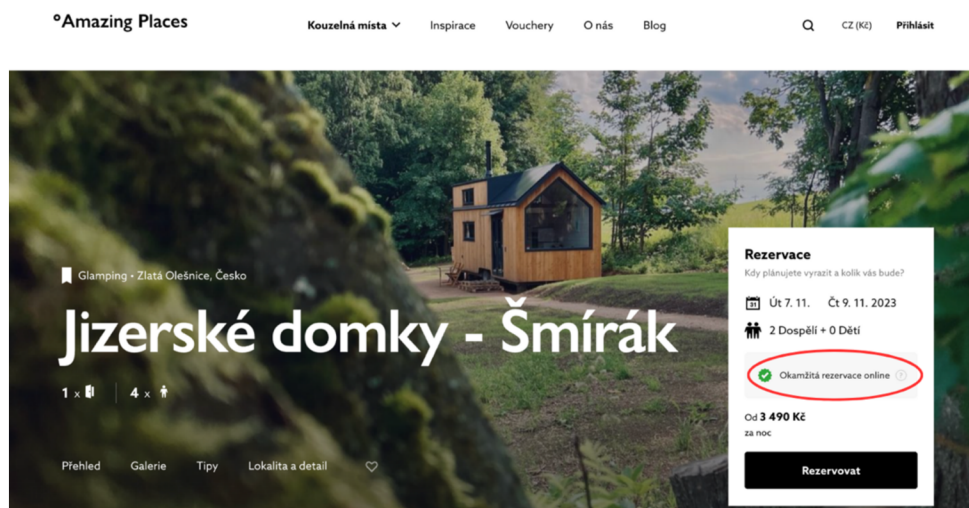 °Amazing Places
Kouzelná místa
Inspirace
Vouchery
O nás
Blog
CZ (Kč)
Přihlásit
Glamping • Zlatá Olešnice, Česko
Jizerské domky - Šmírák
1 x
4 x
Přehled
Galerie
Tipy
Lokalita a detail
Rezervace
Kdy plánujete vyrazit a kolik vás bude?
31
Út 7. 11. Čt 9. 11. 2023
2 Dospělí + 0 Dětí
Okamžitá rezervace online ?
Od 3 490 Kč
za noc
Rezervovat